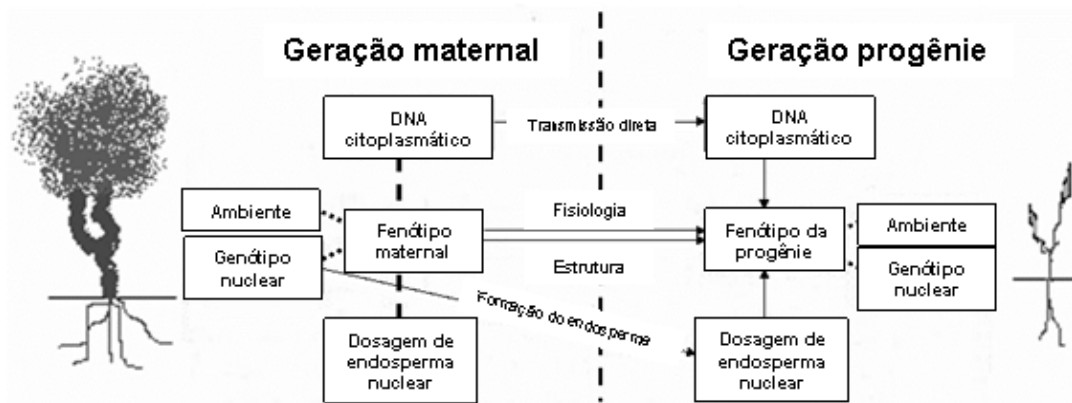 Geração maternal
Geração progênie
DNA
citoplasmático
Transmissão direta
DNA
citoplasmático
Ambiente
Genótipo
nuclear
Fenótipo
maternal
Fisiologia
Estrutura
Fenótipo da
progênie
Ambiente
Genótipo
nuclear
Formação do endosperma
Dosagem de
endosperma
nuclear
Dosagem de
endosperma
nuclear